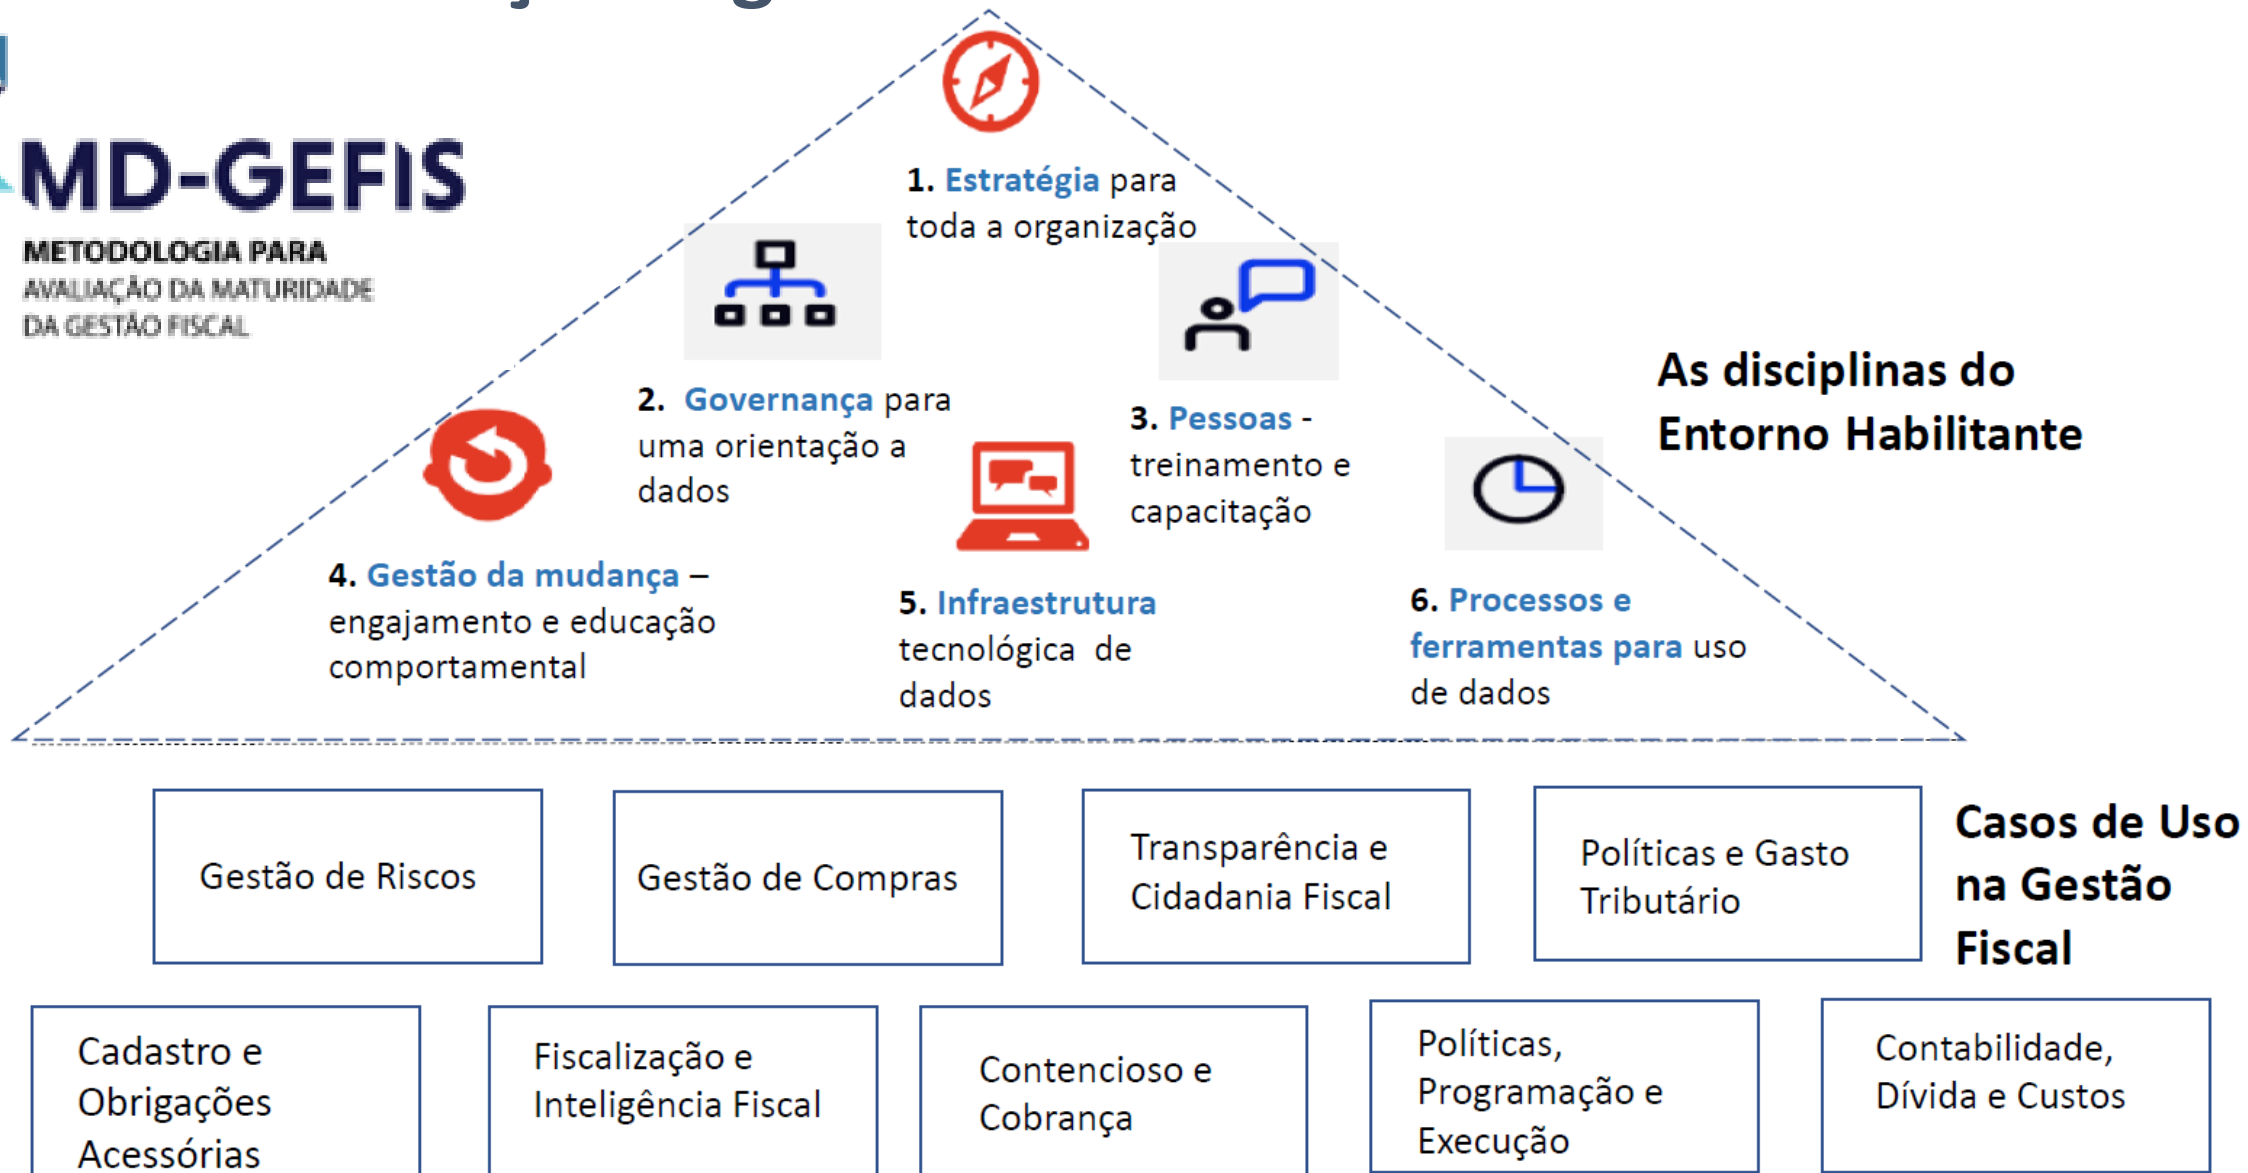 MD-GEFIS
METODOLOGIA PARA
AVALIAÇÃO DA MATURIDADE
DA GESTÃO FISCAL
1. Estratégia para
toda a organização
2. Governança para
uma orientação a
dados
3. Pessoas -
treinamento e
capacitação
As disciplinas do
Entorno Habilitante
4. Gestão da mudança –
engajamento e educação
comportamental
5. Infraestrutura
tecnológica de
dados
6. Processos e
ferramentas para uso
de dados
Gestão de Riscos
Gestão de Compras
Transparência e
Cidadania Fiscal
Políticas e Gasto
Tributário
Casos de Uso
na Gestão
Fiscal
Cadastro e
Obrigações
Acessórias
Fiscalização e
Inteligência Fiscal
Contencioso e
Cobrança
Políticas,
Programação e
Execução
Contabilidade,
Dívida e Custos